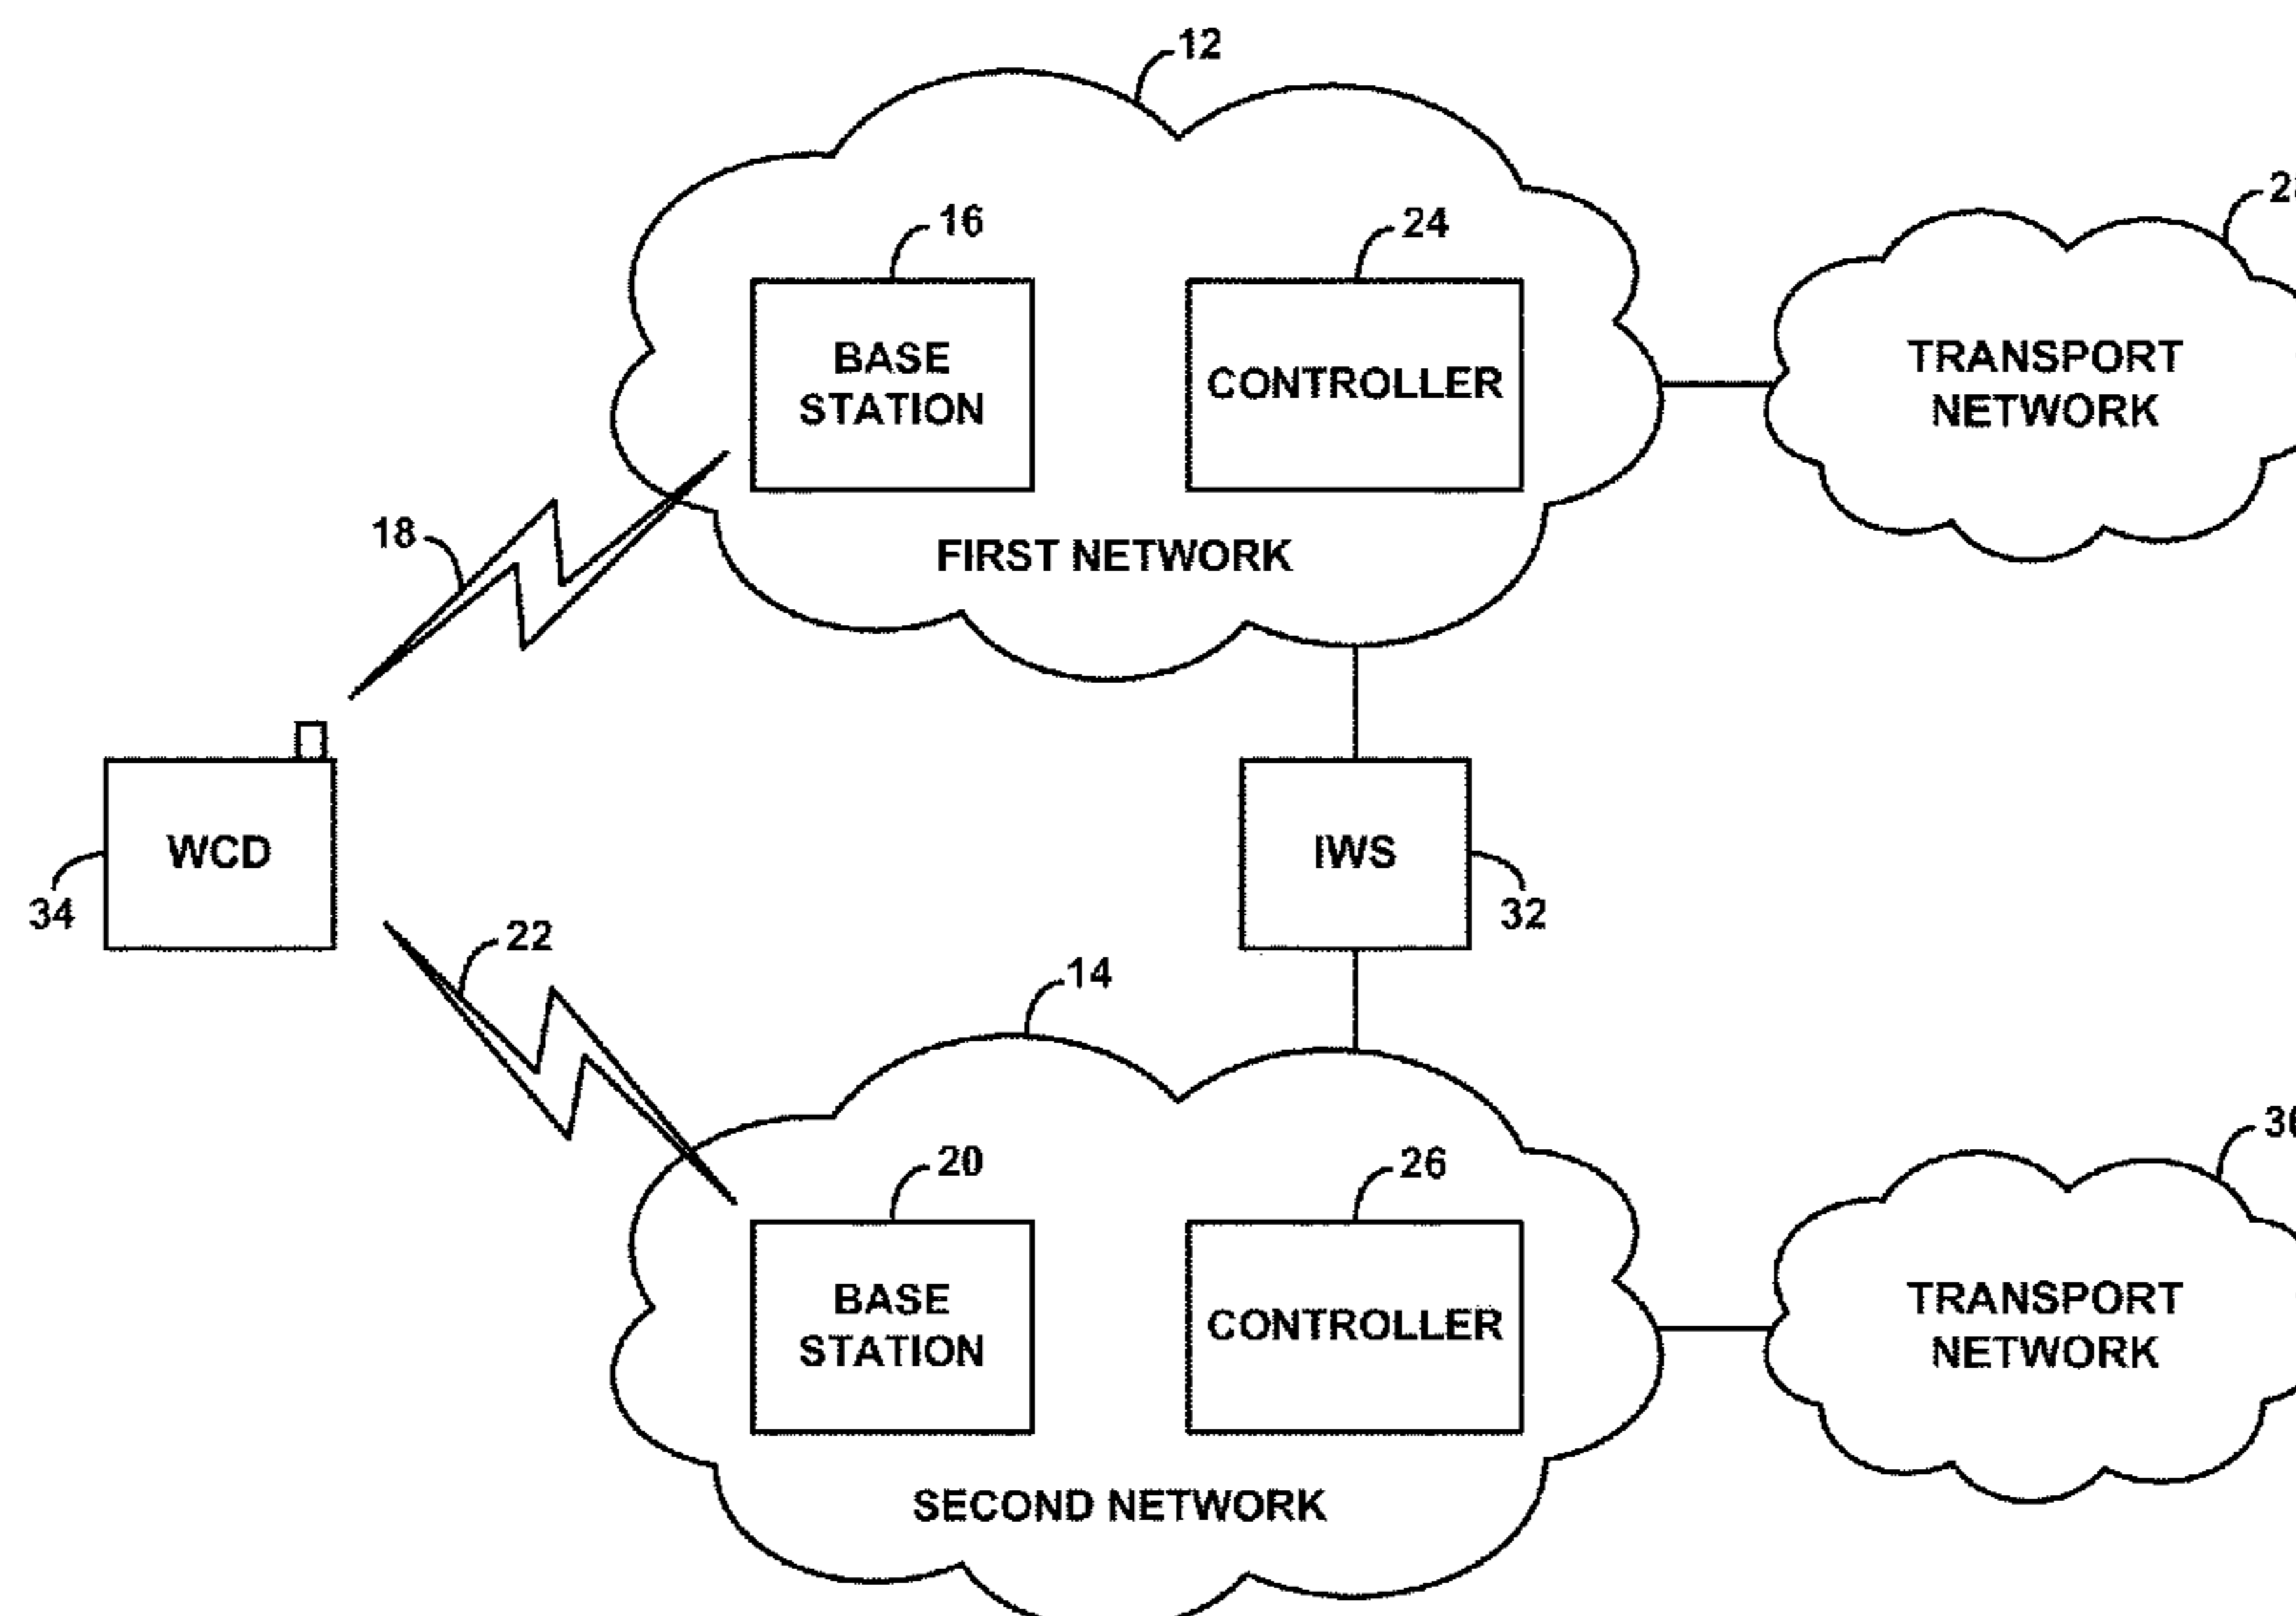 12
16
24
BASE
STATION
CONTROLLER
TRANSPORT
NETWORK
18
FIRST NETWORK
WCD
IWS
34
32
22
14
20
26
BASE
STATION
CONTROLLER
TRANSPORT
NETWORK
SECOND NETWORK